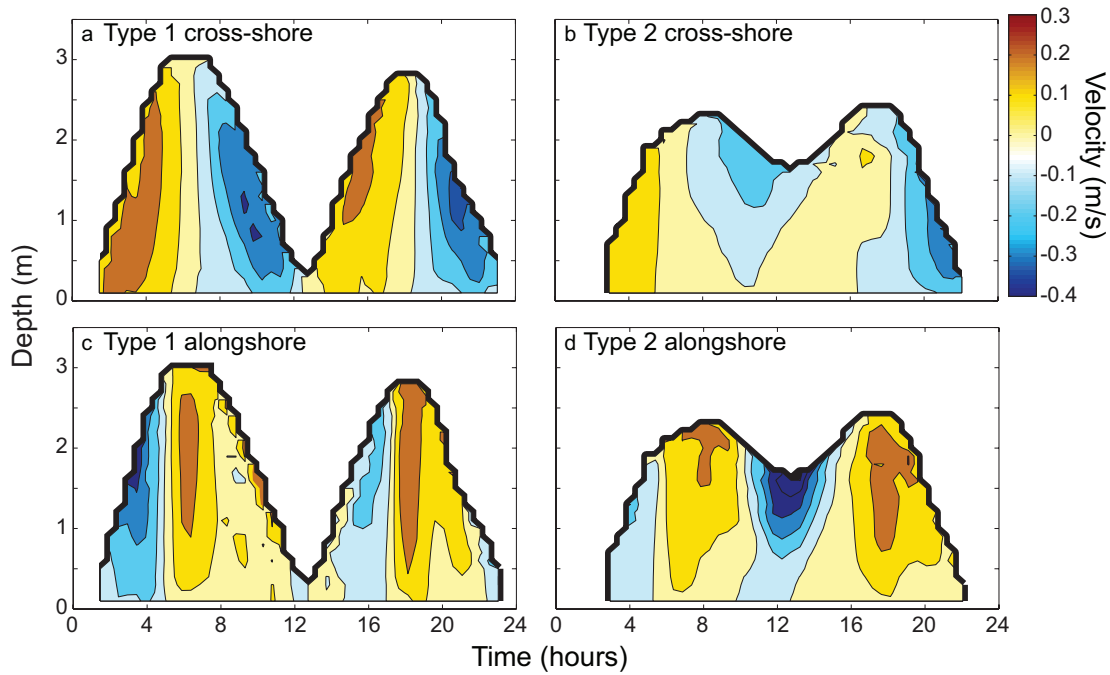 a Type 1 cross-shore
b Type 2 cross-shore
3
2
1
0
0.3
0.2
0.1
0
-0.1
-0.2
-0.3
-0.4
Velocity (m/s)
Depth (m)
c Type 1 alongshore
d Type 2 alongshore
3
2
1
0
0 4 8 12 16 20 24
0 4 8 12 16 20 24
Time (hours)